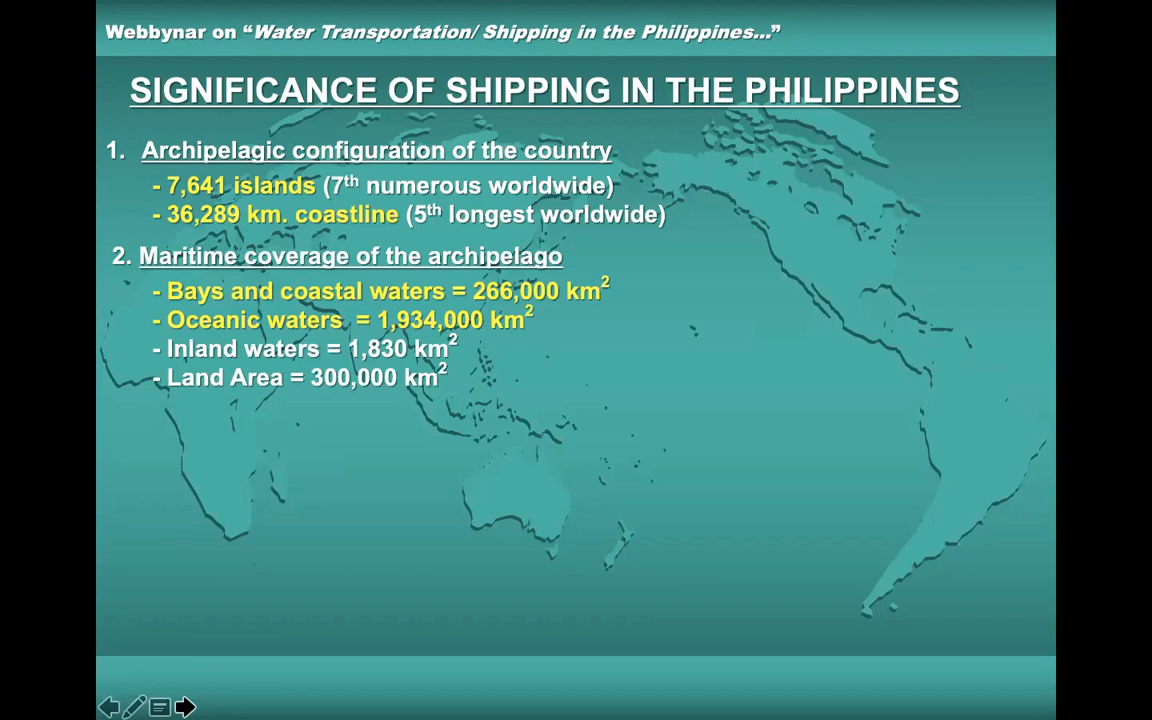 Webbynar on “Water Transportation/ Shipping in the Philippines...”
SIGNIFICANCE OF SHIPPING IN THE PHILIPPINES
1. Archipelagic configuration of the country
- 7,641 islands (7th numerous worldwide)
- 36,289 km. coastline (5th longest worldwide)
2. Maritime coverage of the archipelago
- Bays and coastal waters = 266,000 km²
- Oceanic waters = 1,934,000 km²
- Inland waters = 1,830 km²
- Land Area = 300,000 km²